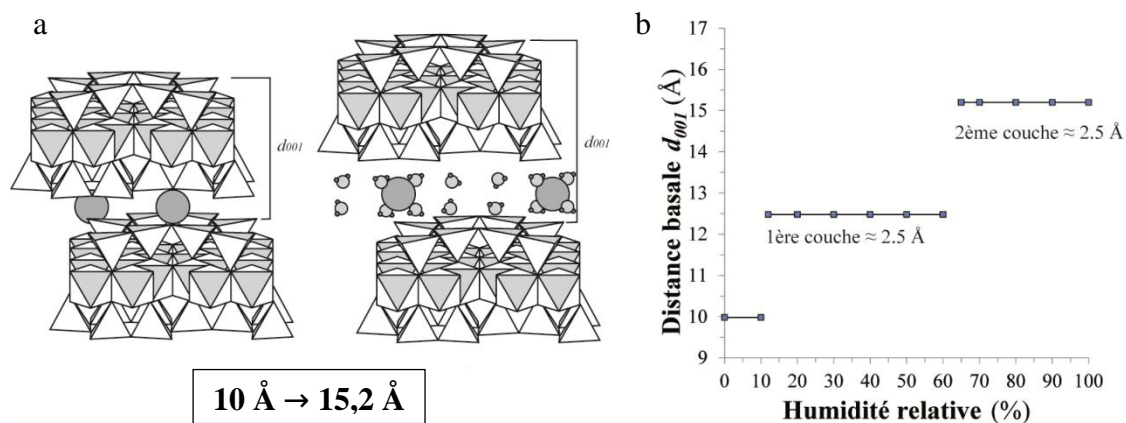 a
d001
d001
10 Å → 15,2 Å
b
Distance basale d001 (Å)
17
16
15
14
13
12
11
10
9
2ème couche ≈ 2.5 Å
1ère couche ≈ 2.5 Å
0 10 20 30 40 50 60 70 80 90 100
Humidité relative (%)